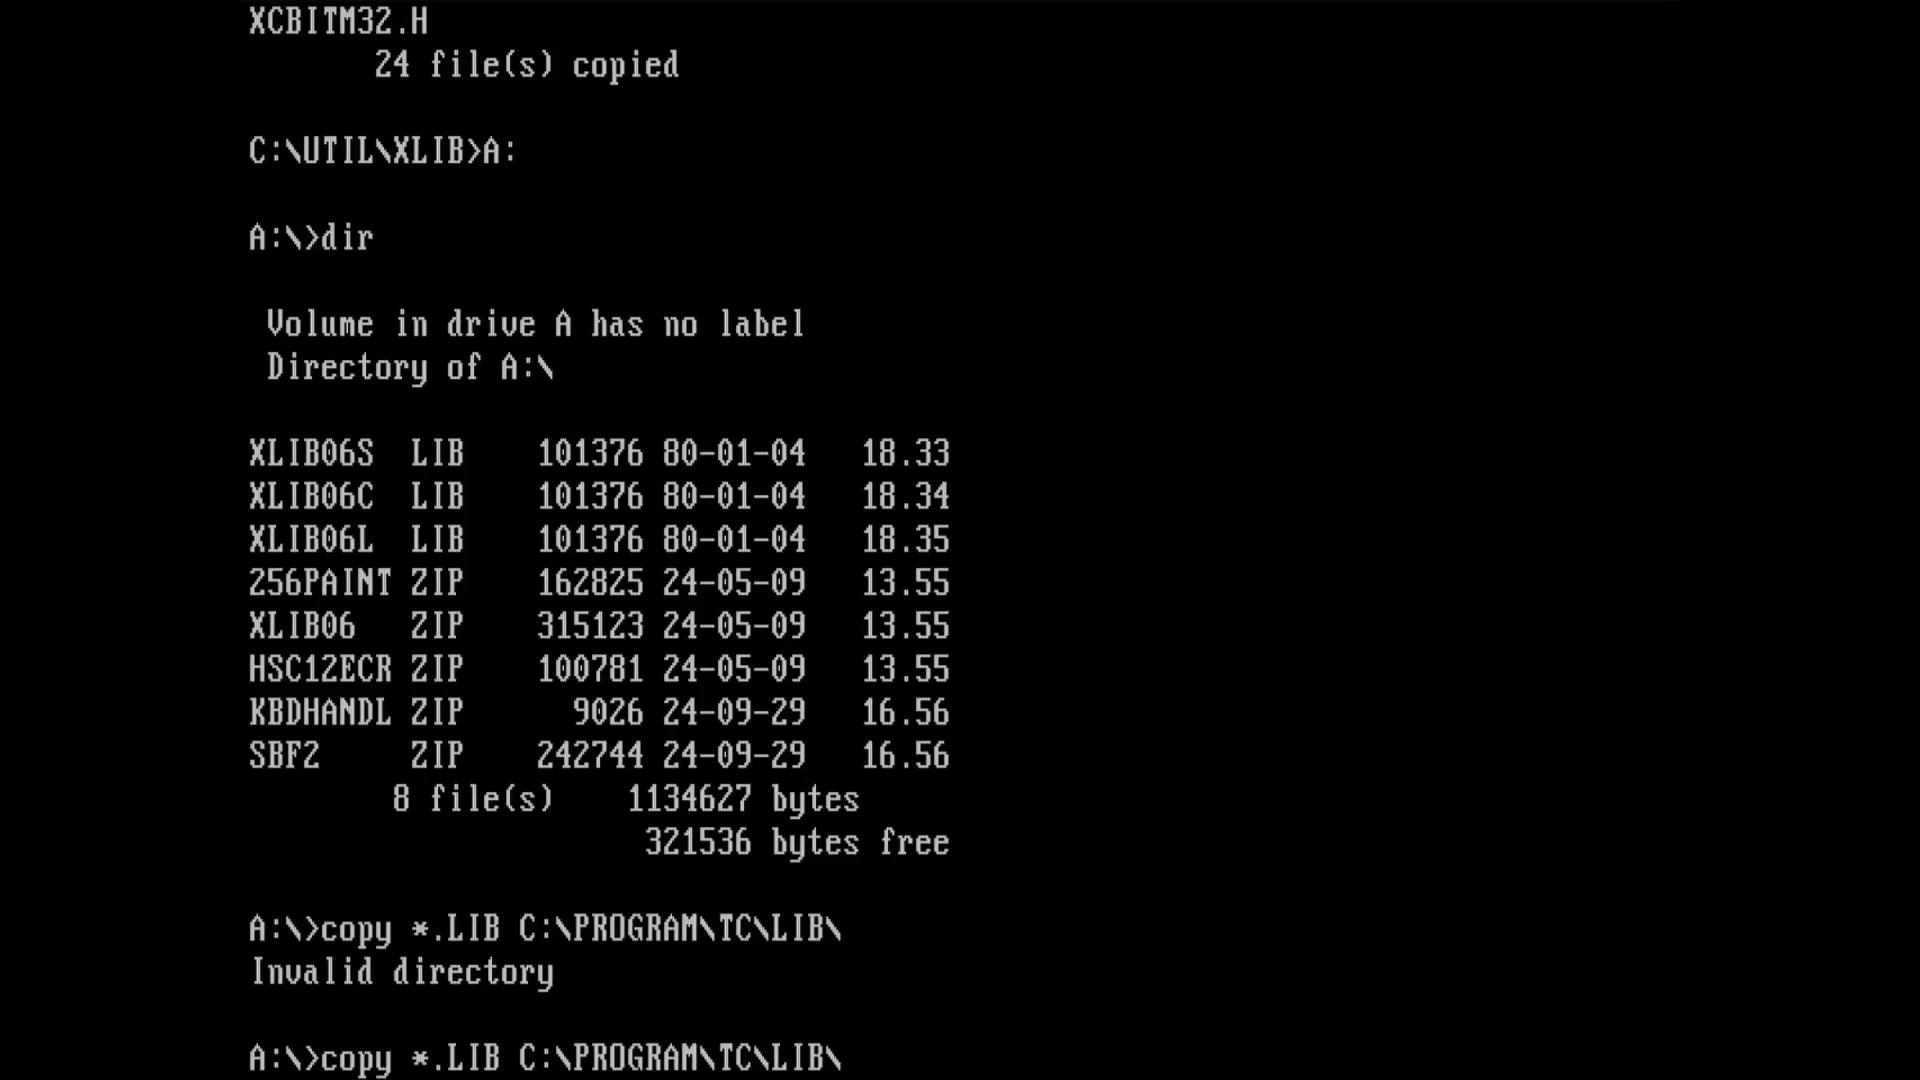 XCBITM32.H
24 file(s) copied
C:\UTIL\XLIB>A:
A:\>dir
Volume in drive A has no label
Directory of A:\
XLIB06S  LIB    101376 80-01-04   18.33
XLIB06C  LIB    101376 80-01-04   18.34
XLIB06L  LIB    101376 80-01-04   18.35
256PAINT ZIP    162825 24-05-09   13.55
XLIB06   ZIP    315123 24-05-09   13.55
HSC12ECR ZIP    100781 24-05-09   13.55
KBDHANDL ZIP      9026 24-09-29   16.56
SBF2     ZIP    242744 24-09-29   16.56
8 file(s)    1134627 bytes
321536 bytes free
A:\>copy *.LIB C:\PROGRAM\TC\LIB\
Invalid directory
A:\>copy *.LIB C:\PROGRAM\TC\LIB\